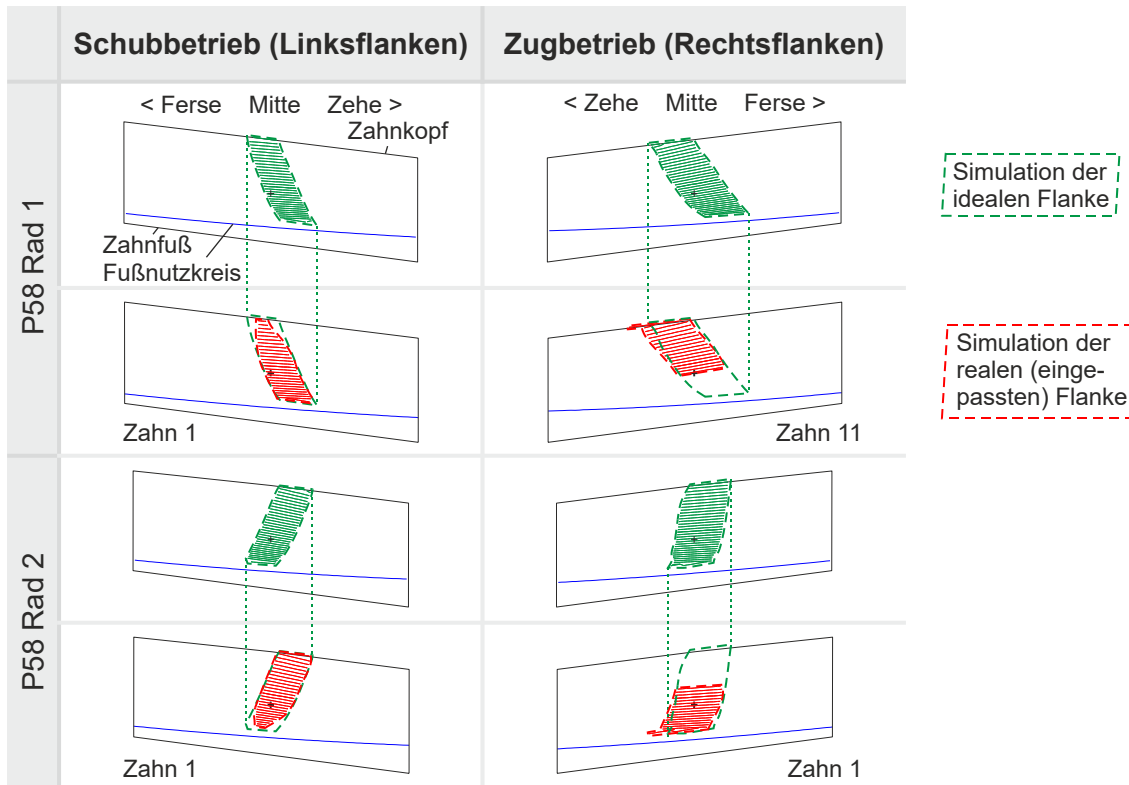 Schubbetrieb (Linksflanken)
Zugbetrieb (Rechtsflanken)
P58 Rad 1
< Ferse Mitte Zehe >
Zahnkopf
Zahnfuß
Fußnutzkreis
< Zehe Mitte Ferse >
Simulation der
idealen Flanke
Zahn 1
Zahn 11
Simulation der
realen (einge-
passten) Flanke
P58 Rad 2
Zahn 1
Zahn 1